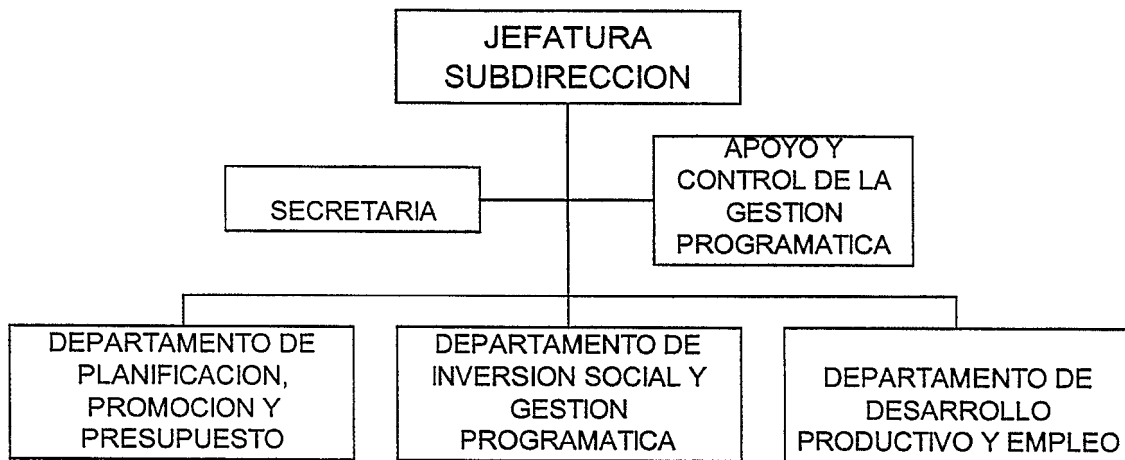 JEFATURA
SUBDIRECCION
SECRETARIA
APOYO Y
CONTROL DE LA
GESTION
PROGRAMATICA
DEPARTAMENTO DE
PLANIFICACION,
PROMOCION Y
PRESUPUESTO
DEPARTAMENTO DE
INVERSION SOCIAL Y
GESTION
PROGRAMATICA
DEPARTAMENTO DE
DESARROLLO
PRODUCTIVO Y EMPLEO